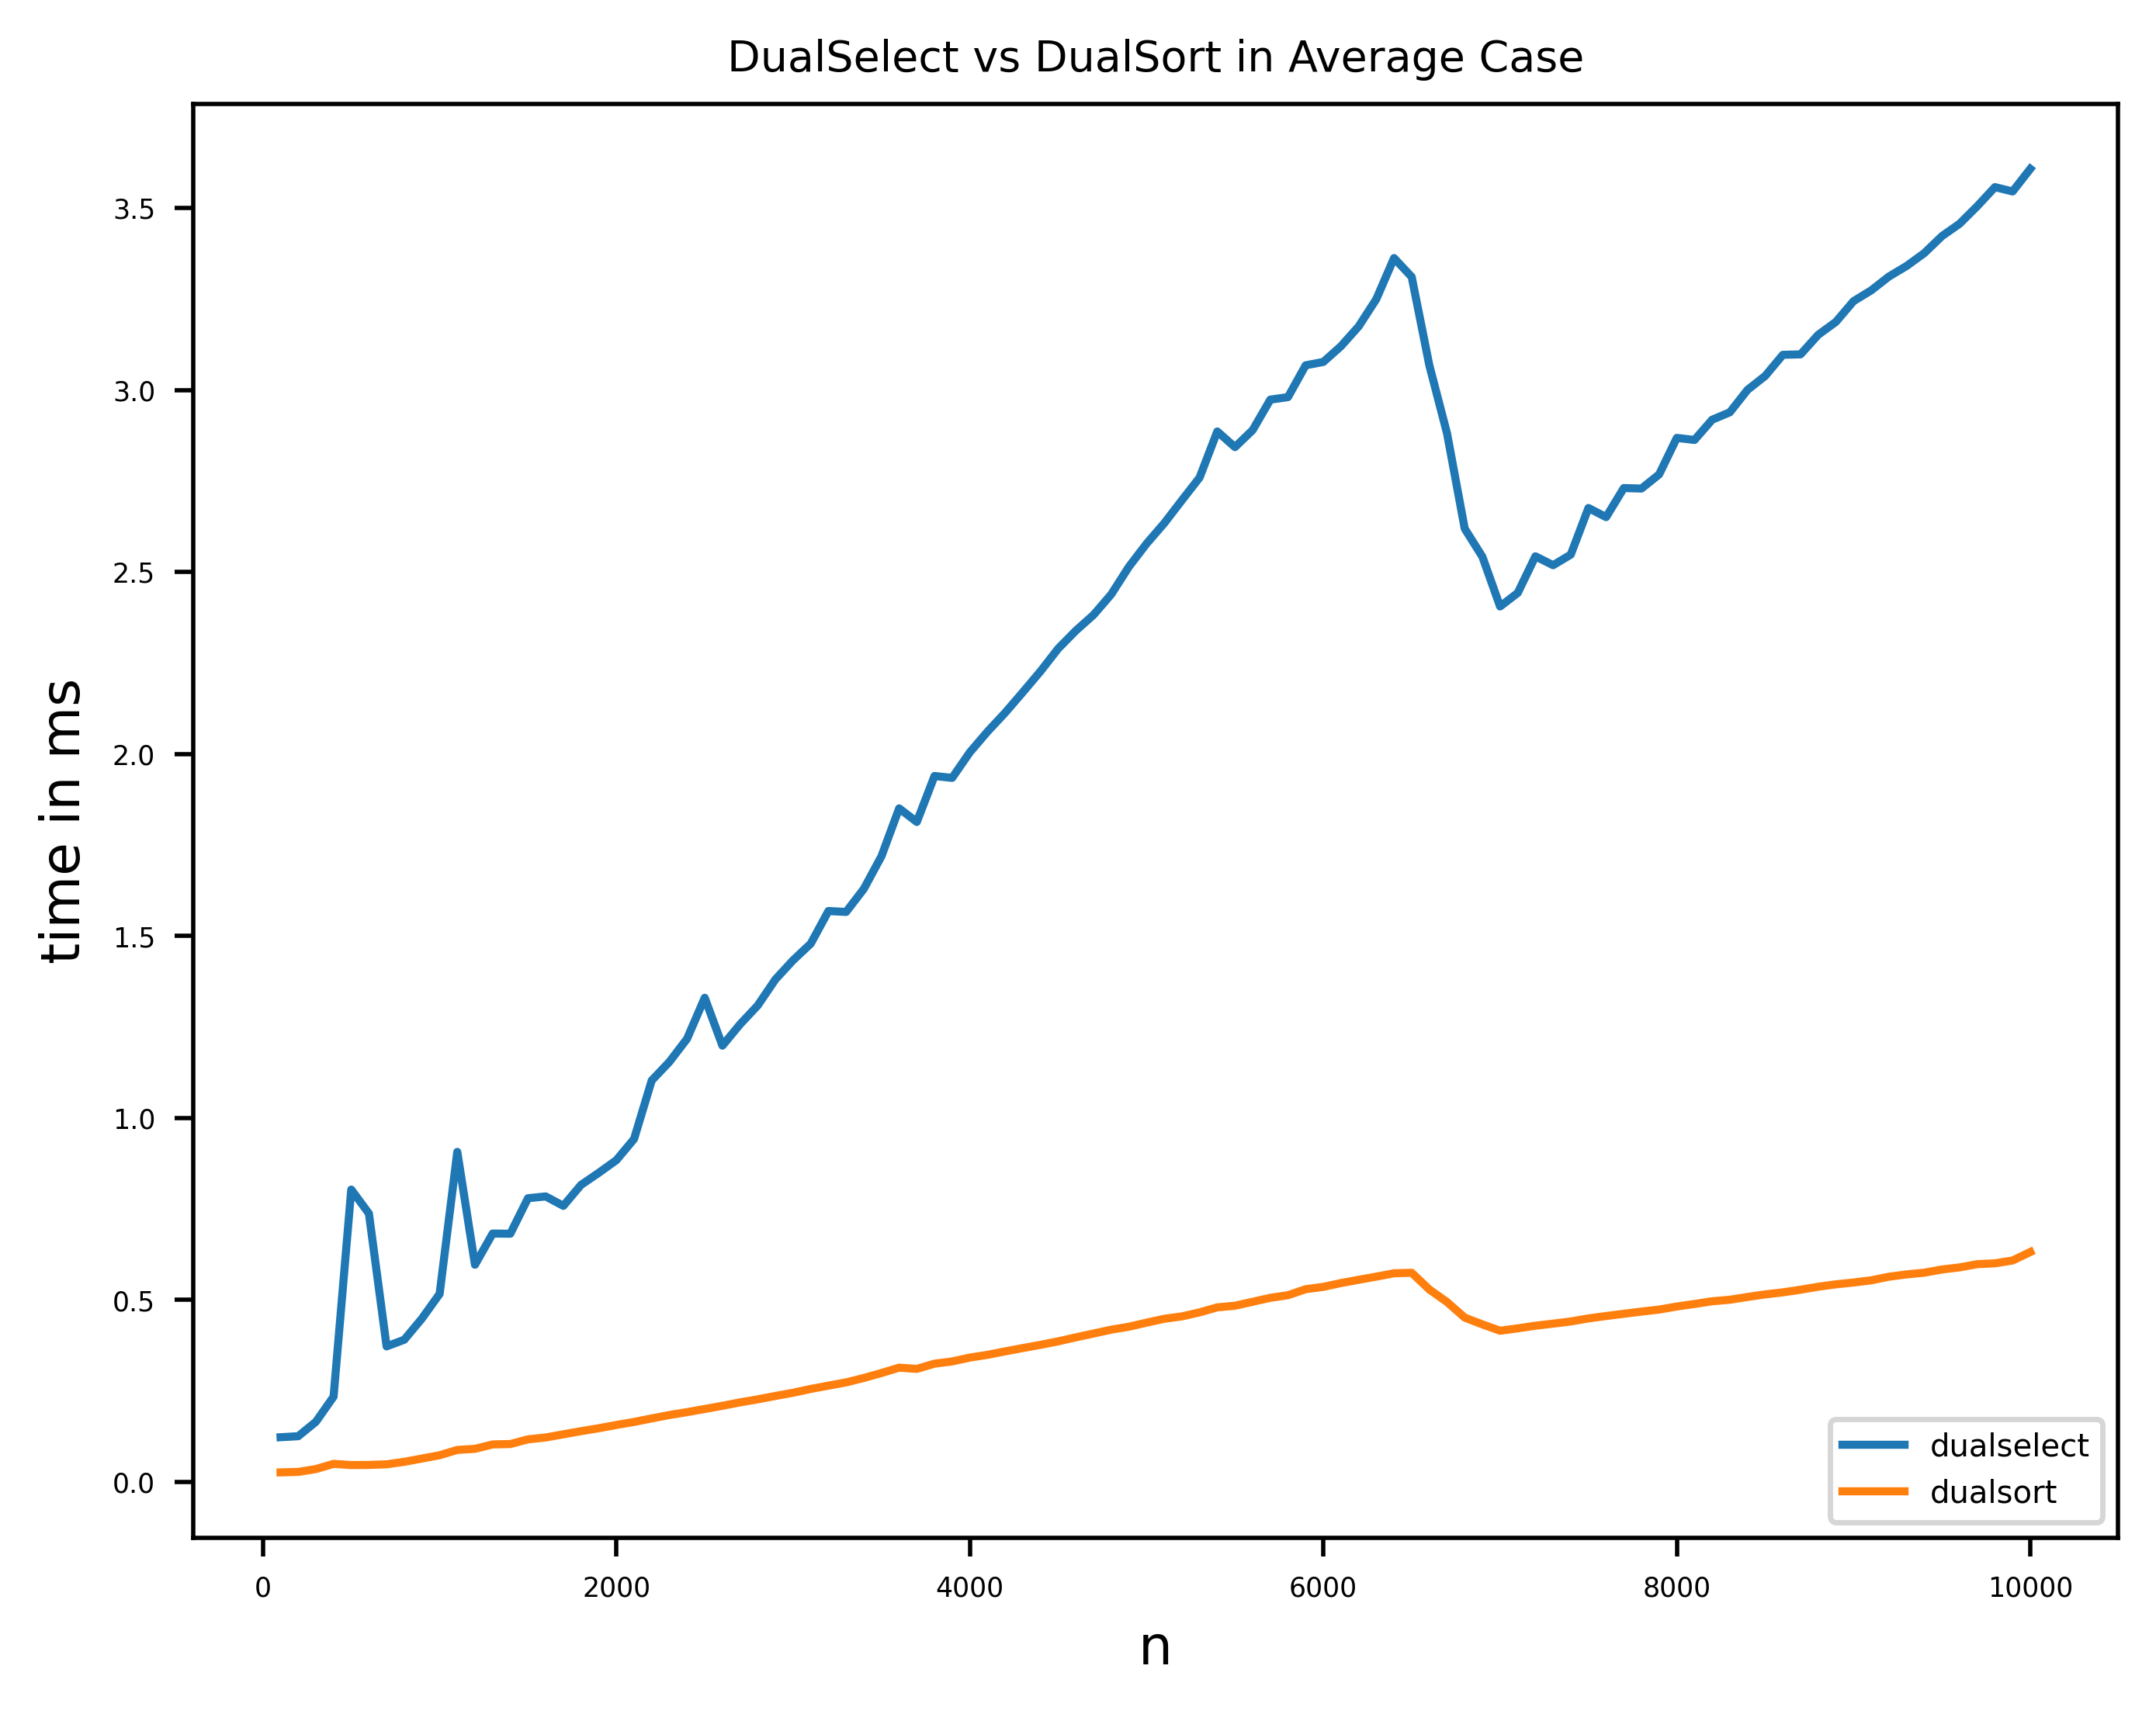 DualSelect vs DualSort in Average Case
3.5
3.0
2.5
2.0
1.5
1.0
0.5
0.0
time in ms
0 2000 4000 6000 8000 10000
n
dualselect
dualsort